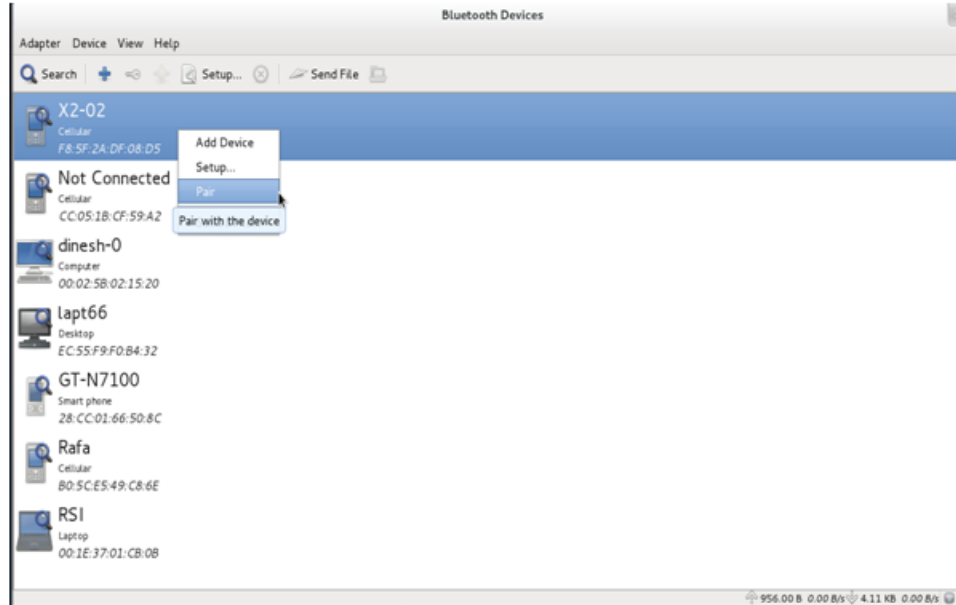 Bluetooth Devices
Adapter Device View Help
Search Setup... Send File
X2-02
Cellular
F8:5F:2A:DF:08:D5
Add Device
Setup...
Pair
Pair with the device
Not Connected
Cellular
CC:05:1B:CF:59:A2
dinesh-0
Computer
00:02:5B:02:15:20
lapt66
Desktop
EC:55:F9:F0:B4:32
GT-N7100
Smart phone
28:CC:01:66:50:8C
Rafa
Cellular
B0:5C:E5:49:C8:6E
RSI
Laptop
00:1E:37:01:CB:0B
956.00 B 0.00 B/s 4.11 KB 0.00 B/s